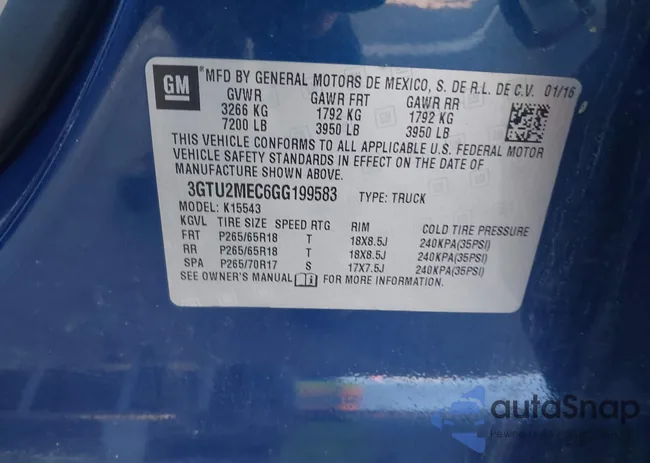 GM
MFD BY GENERAL MOTORS DE MEXICO, S. DE R.L. DE C.V. 01/16
GVWR GAWR FRT GAWR RR
3266 KG 1792 KG 1792 KG
7200 LB 3950 LB 3950 LB
THIS VEHICLE CONFORMS TO ALL APPLICABLE U.S. FEDERAL MOTOR
VEHICLE SAFETY STANDARDS IN EFFECT ON THE DATE OF
MANUFACTURE SHOWN ABOVE.
3GTU2MEC6GG199583 TYPE: TRUCK
MODEL: K15543
KGVL TIRE SIZE SPEED RTG RIM COLD TIRE PRESSURE
FRT P265/65R18 T 18X8.5J 240KPA(35PSI)
RR P265/65R18 T 18X8.5J 240KPA(35PSI)
SPA P265/70R17 S 17X7.5J 240KPA(35PSI)
SEE OWNER'S MANUAL FOR MORE INFORMATION.
autoSnap